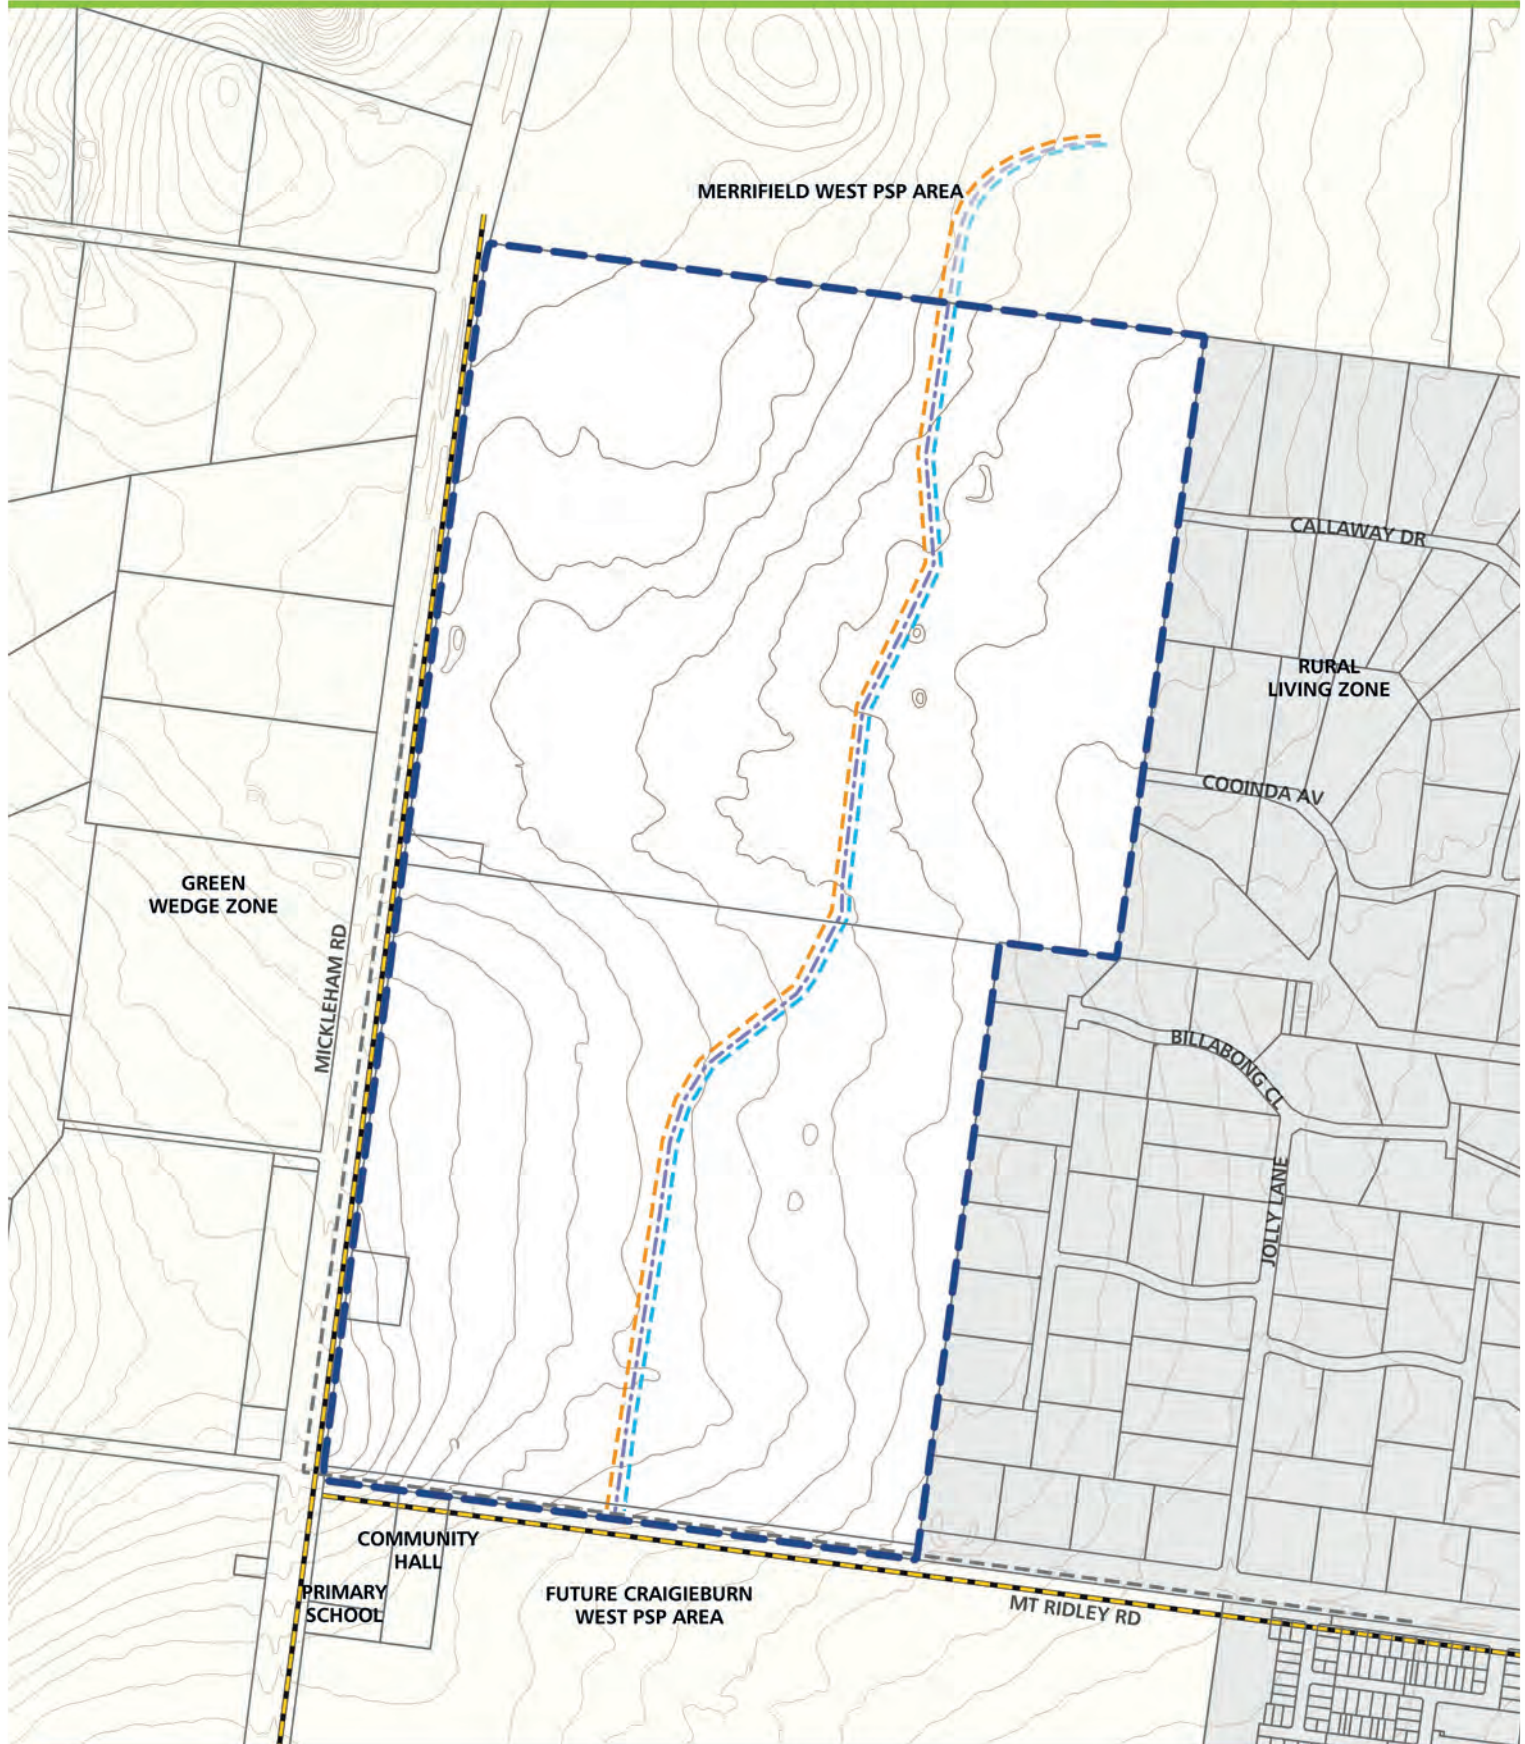 MERRIFIELD WEST PSP AREA
CALLAWAY DR
RURAL
LIVING ZONE
COOINDA AV
GREEN
WEDGE ZONE
MICKLEHAM RD
BILLABONG CL
JOLLY LANE
COMMUNITY
HALL
PRIMARY
SCHOOL
FUTURE CRAIGIEBURN
WEST PSP AREA
MT RIDLEY RD